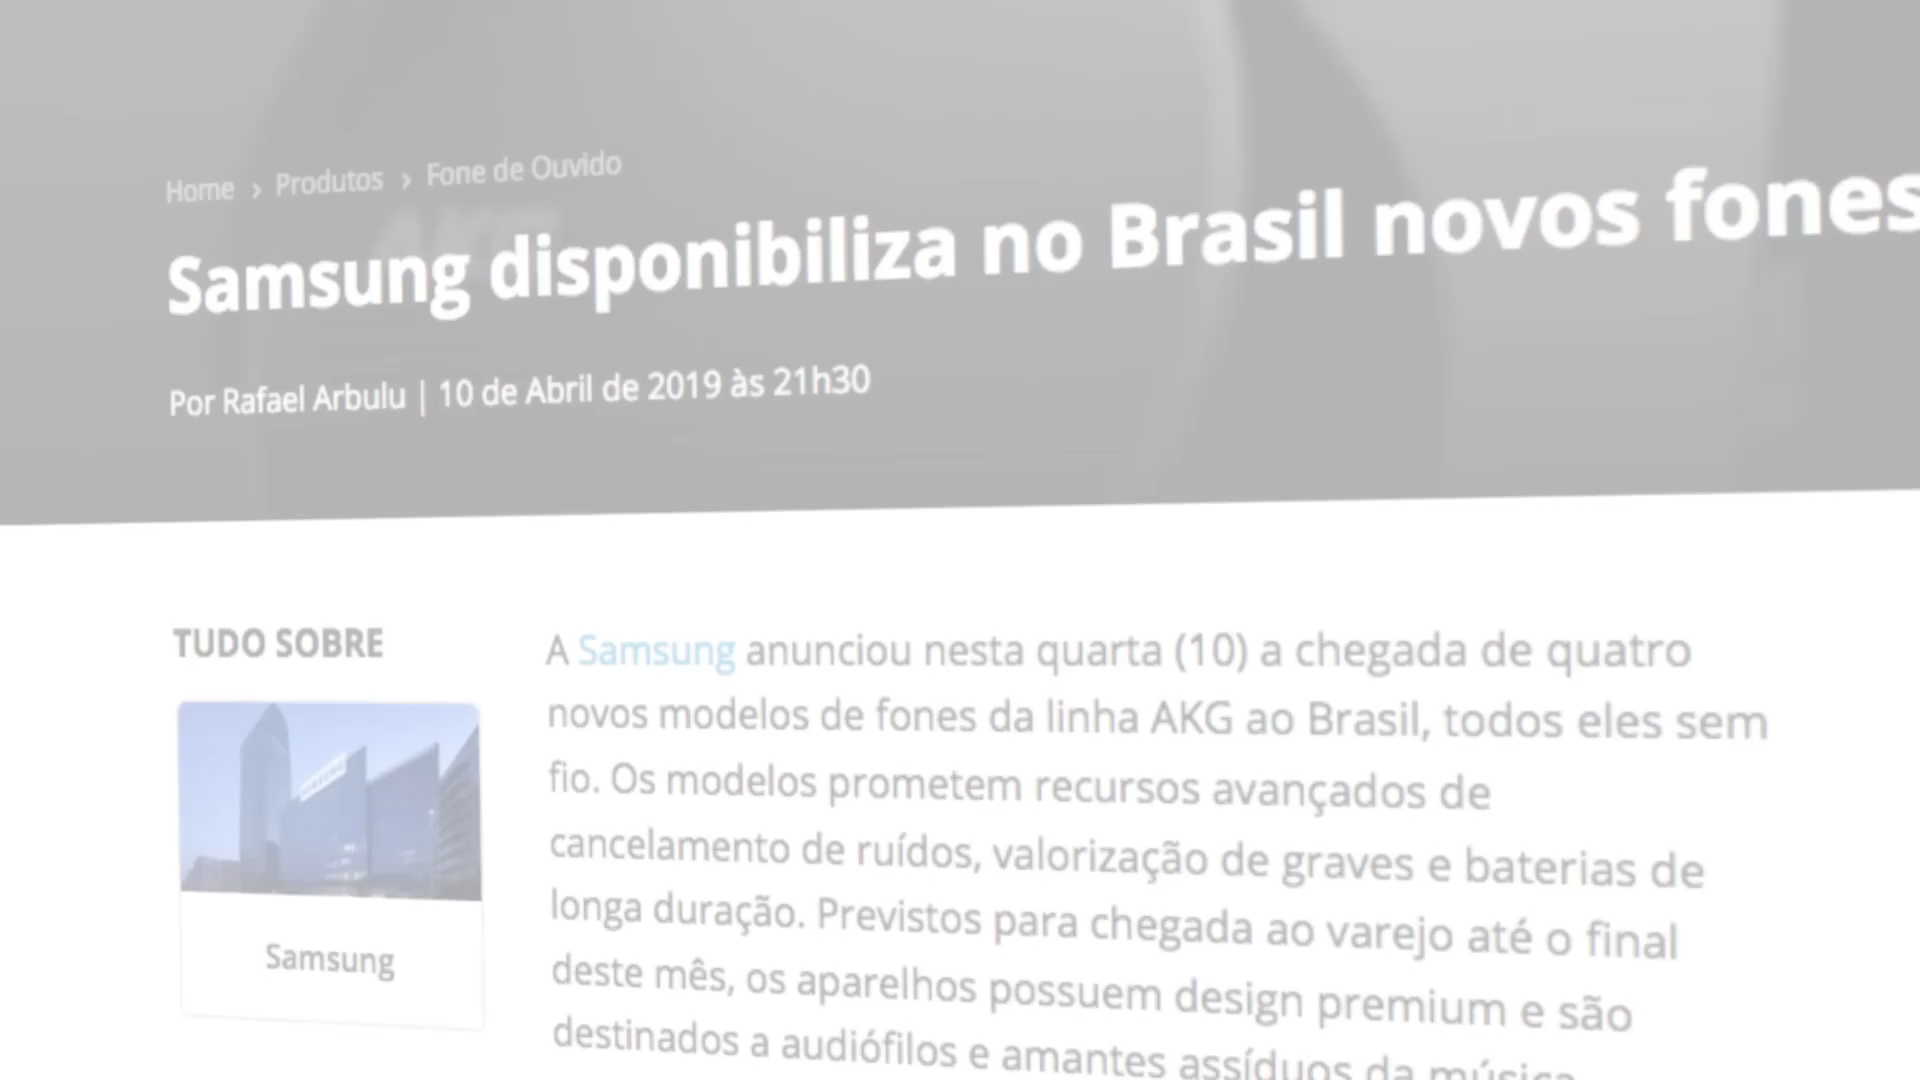 Home › Produtos › Fone de Ouvido
Samsung disponibiliza no Brasil novos fones
Por Rafael Arbulu | 10 de Abril de 2019 às 21h30
TUDO SOBRE
Samsung
A Samsung anunciou nesta quarta (10) a chegada de quatro
novos modelos de fones da linha AKG ao Brasil, todos eles sem
fio. Os modelos prometem recursos avançados de
cancelamento de ruídos, valorização de graves e baterias de
longa duração. Previstos para chegada ao varejo até o final
deste mês, os aparelhos possuem design premium e são
destinados a audiófilos e amantes assíduos da música